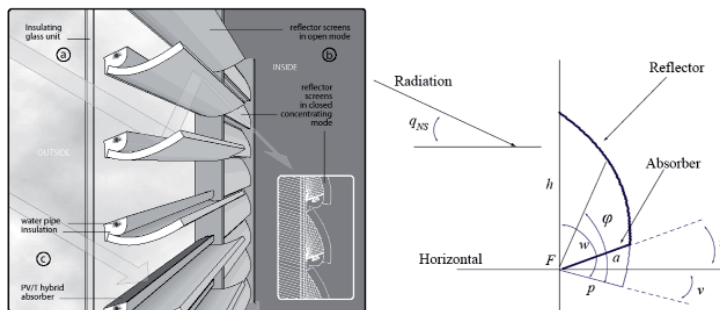 Insulating
glass unit
a
reflector screens
in open mode
b
INSIDE
reflector
screens
in closed
concentrating
mode
OUTSIDE
water pipe
insulation
c
PV/T hybrid
absorber
Radiation
qNS
Reflector
Absorber
h
φ
w
a
Horizontal
F
p
v